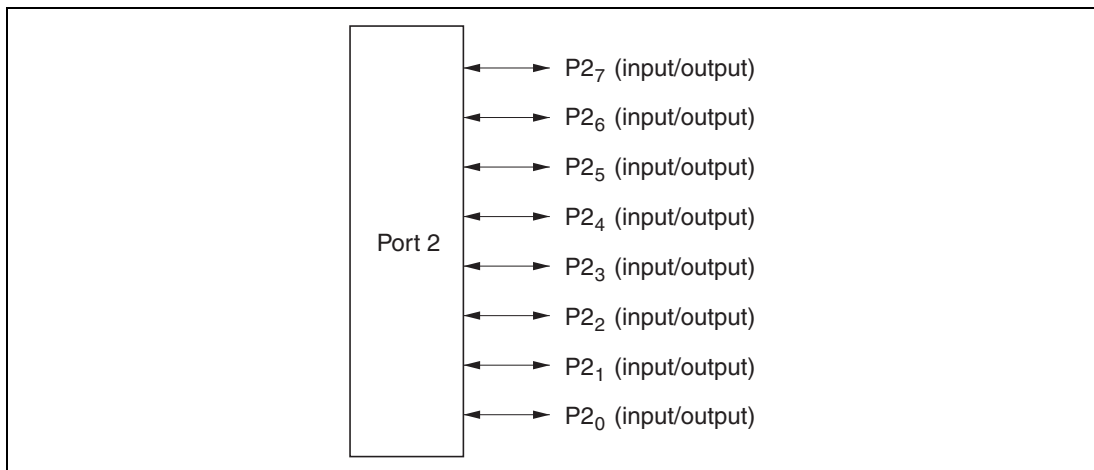 P2₇ (input/output)
P2₆ (input/output)
P2₅ (input/output)
P2₄ (input/output)
Port 2
P2₃ (input/output)
P2₂ (input/output)
P2₁ (input/output)
P2₀ (input/output)